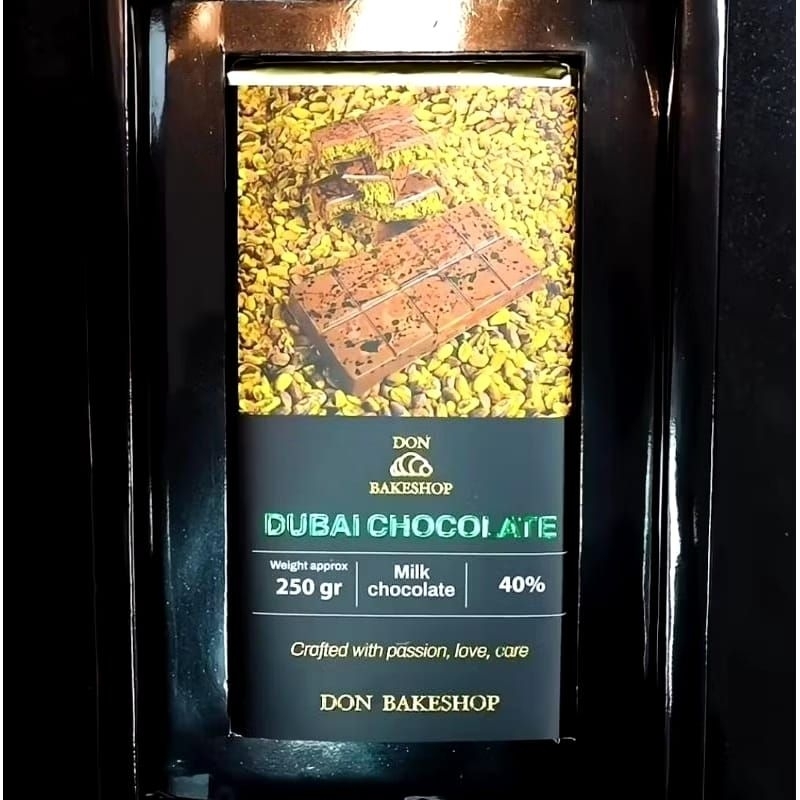 DON
BAKESHOP
DUBAI CHOCOLATE
Weight approx
250 gr
Milk
chocolate
40%
Crafted with passion, love, care
DON BAKESHOP